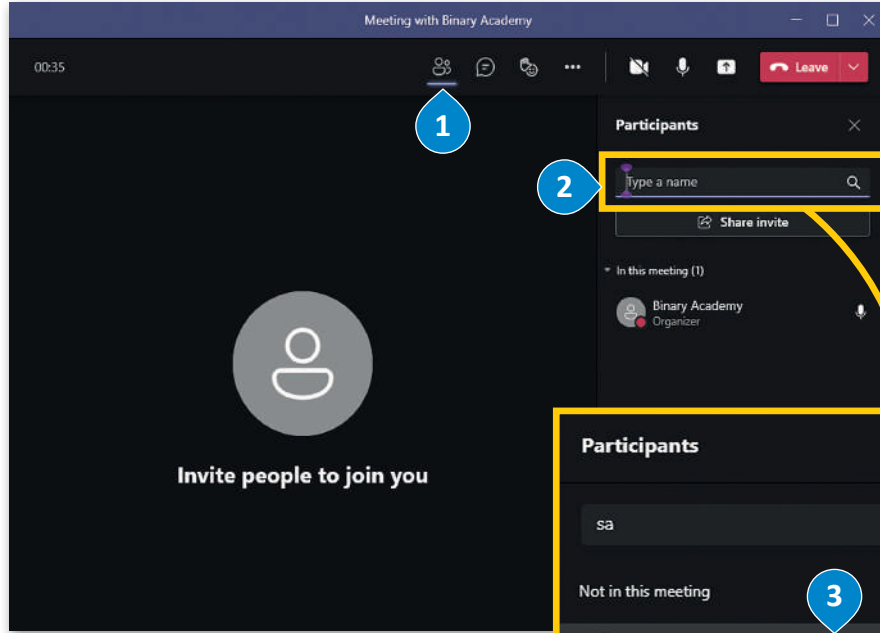 Meeting with Binary Academy
00:35
Leave
1
Participants
2
Type a name
Share invite
In this meeting (1)
Binary Academy
Organizer
Invite people to join you
Participants
sa
Not in this meeting
3